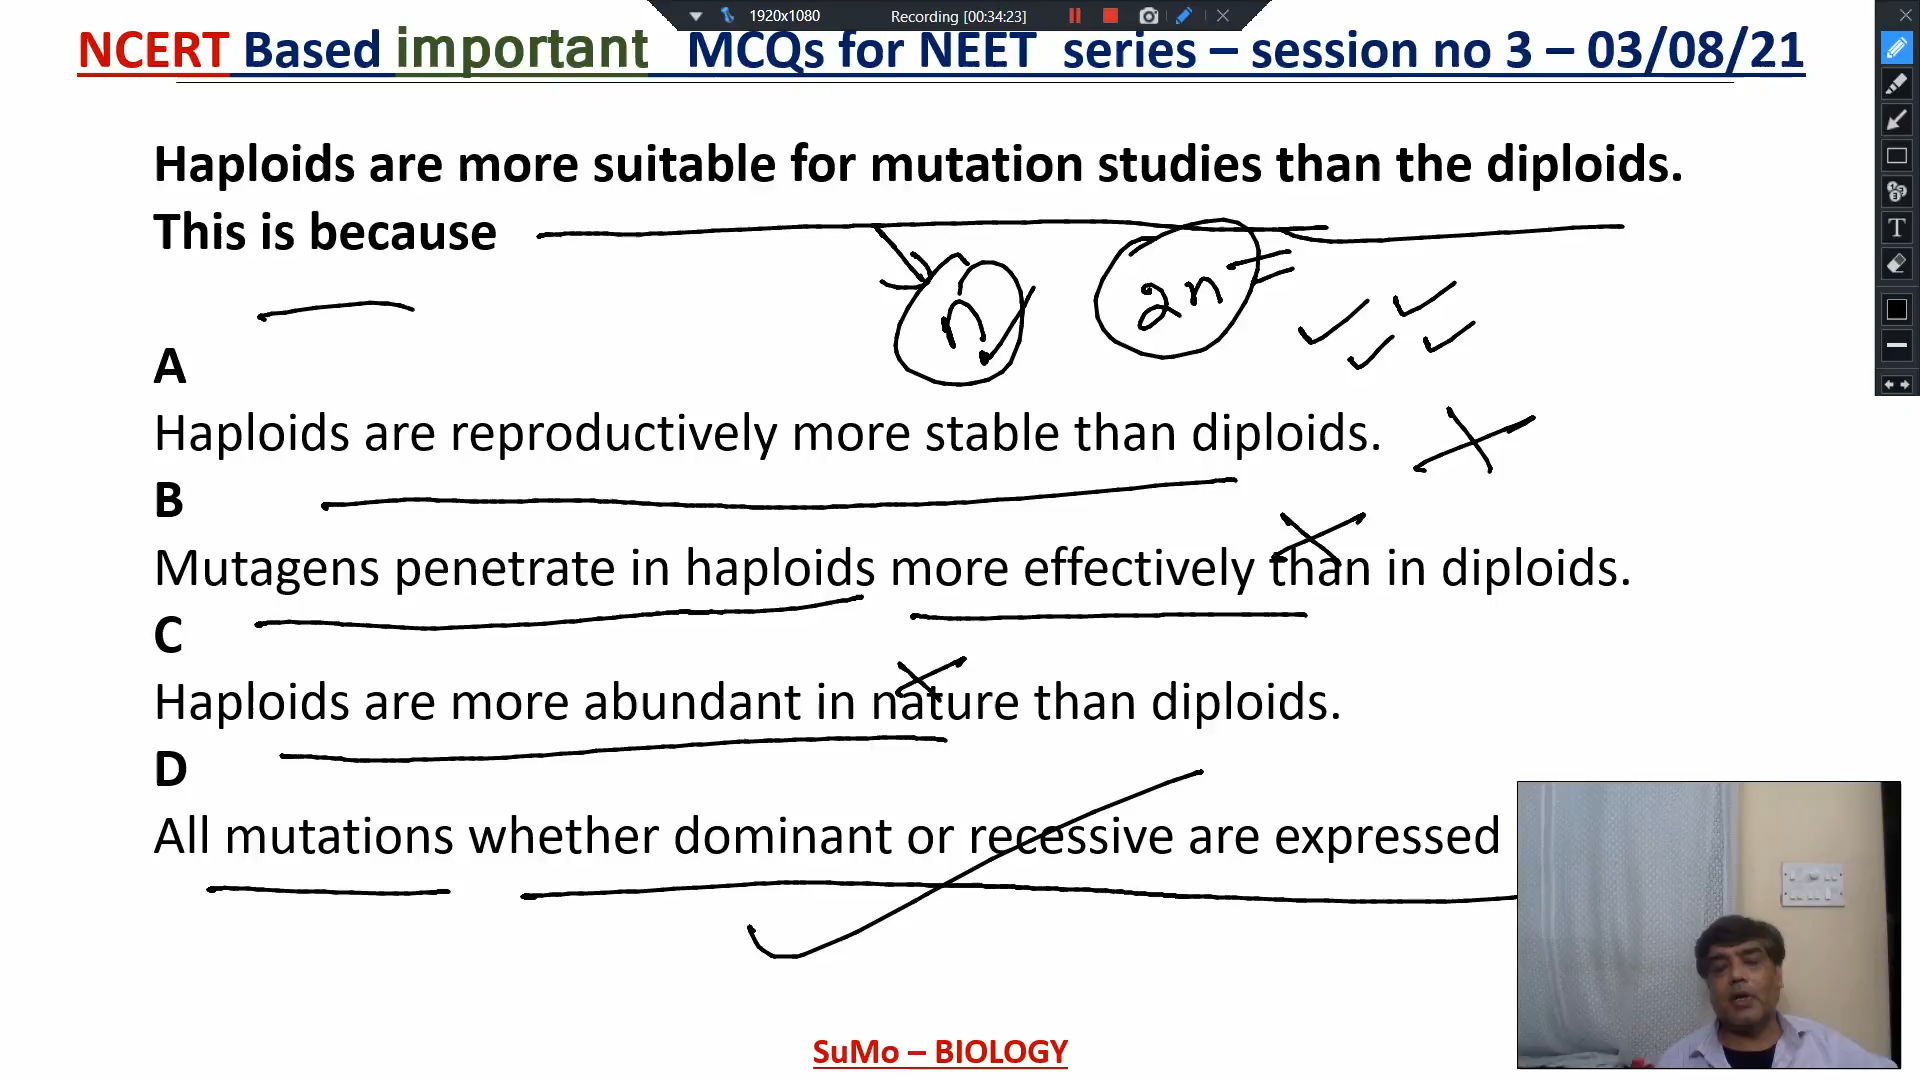 1920x1080 Recording [00:34:23]
NCERT Based important MCQs for NEET series – session no 3 – 03/08/21
Haploids are more suitable for mutation studies than the diploids.
This is because
n 2n
A
Haploids are reproductively more stable than diploids.
B
Mutagens penetrate in haploids more effectively than in diploids.
C
Haploids are more abundant in nature than diploids.
D
All mutations whether dominant or recessive are expressed
SuMo – BIOLOGY